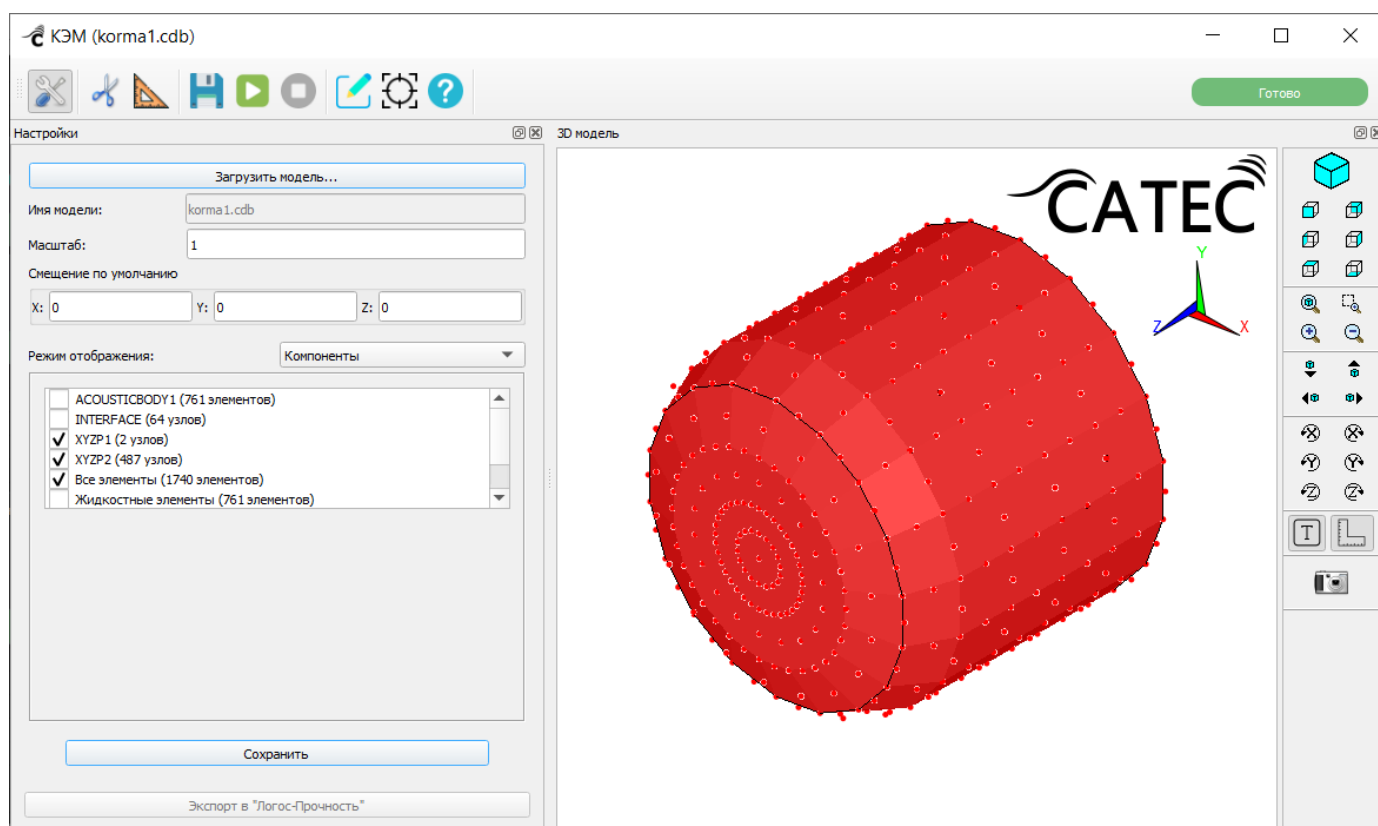 КЭМ (korma1.cdb)
Готово
Настройки
3D модель
Загрузить модель...
Имя модели: korma1.cdb
Масштаб: 1
Смещение по умолчанию
X: 0 Y: 0 Z: 0
Режим отображения: Компоненты
ACOUSTICBODY1 (761 элементов)
INTERFACE (64 узлов)
XYZP1 (2 узлов)
XYZP2 (487 узлов)
Все элементы (1740 элементов)
Жидкостные элементы (761 элементов)
Сохранить
Экспорт в "Логос-Прочность"
CATEC
Y
Z X
X X
Y Y
Z Z
T